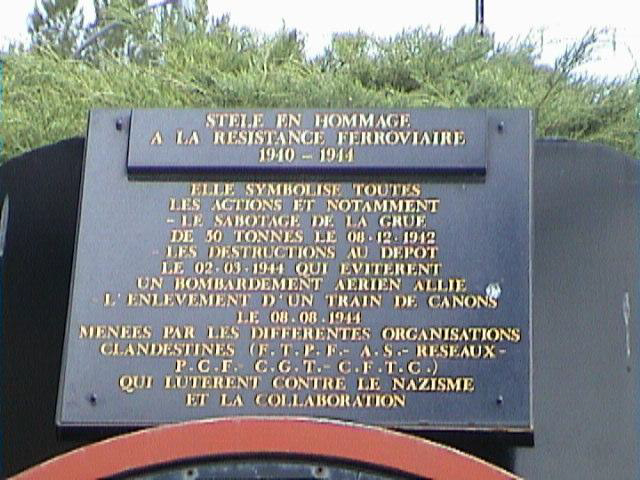 STELE EN HOMMAGE
A LA RESISTANCE FERROVIAIRE
1940 - 1944
ELLE SYMBOLISE TOUTES
LES ACTIONS ET NOTAMMENT
- LE SABOTAGE DE LA GRUE
DE 50 TONNES LE 08.12.1942
- LES DESTRUCTIONS AU DEPOT
LE 02.03.1944 QUI EVITERENT
UN BOMBARDEMENT AERIEN ALLIE
- L'ENLEVEMENT D'UN TRAIN DE CANONS
LE 08.08.1944
MENEES PAR LES DIFFERENTES ORGANISATIONS
CLANDESTINES (F.T.P.F.- A.S.- RESEAUX-
P.C.F.- C.G.T.- C.F.T.C.)
QUI LUTERENT CONTRE LE NAZISME
ET LA COLLABORATION